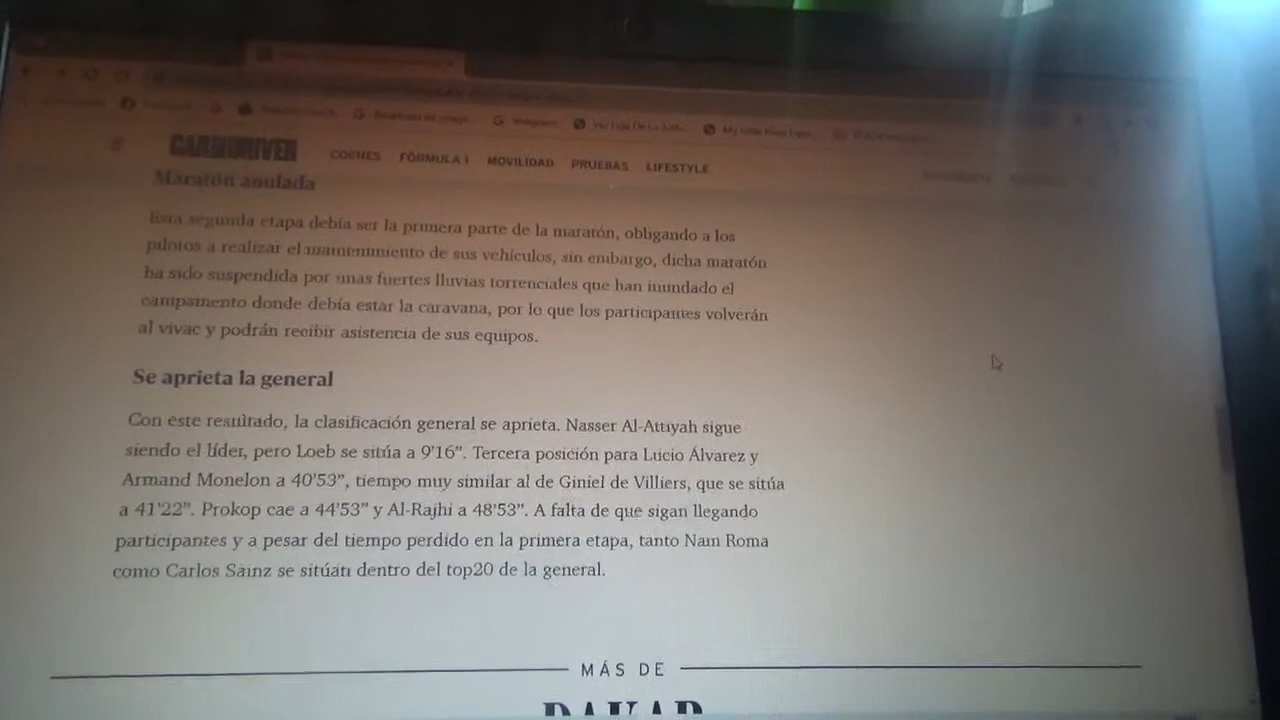 CAR AND DRIVER
COCHES FÓRMULA 1 MOVILIDAD PRUEBAS LIFESTYLE
Maratón anulada
Esta segunda etapa debía ser la primera parte de la maratón, obligando a los
pilotos a realizar el mantenimiento de sus vehículos, sin embargo, dicha maratón
ha sido suspendida por unas fuertes lluvias torrenciales que han inundado el
campamento donde debía estar la caravana, por lo que los participantes volverán
al vivac y podrán recibir asistencia de sus equipos.
Se aprieta la general
Con este resultado, la clasificación general se aprieta. Nasser Al-Attiyah sigue
siendo el líder, pero Loeb se sitúa a 9'16”. Tercera posición para Lucio Álvarez y
Armand Monelon a 40’53”, tiempo muy similar al de Giniel de Villiers, que se sitúa
a 41’22”. Prokop cae a 44’53” y Al-Rajhi a 48’53”. A falta de que sigan llegando
participantes y a pesar del tiempo perdido en la primera etapa, tanto Nani Roma
como Carlos Sainz se sitúan dentro del top20 de la general.
MÁS DE
DAKAR